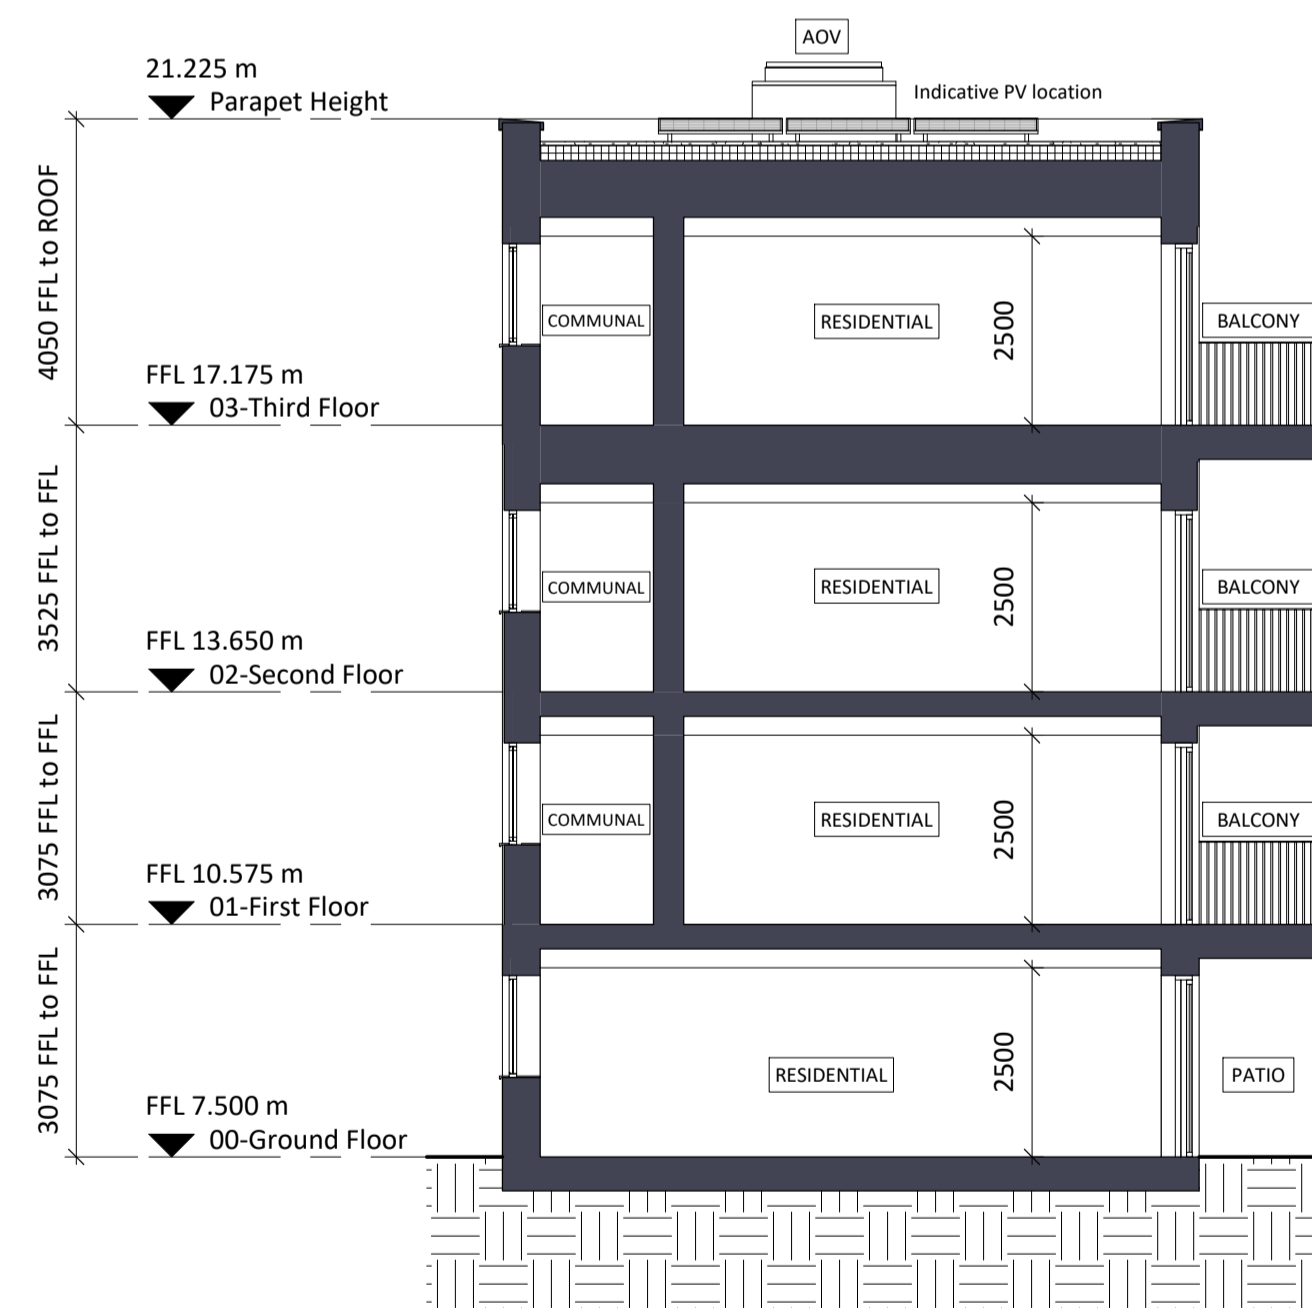 AOV
21.225 m
Parapet Height
Indicative PV location
4050 FFL to ROOF
COMMUNAL
RESIDENTIAL
2500
BALCONY
FFL 17.175 m
03-Third Floor
3525 FFL to FFL
COMMUNAL
RESIDENTIAL
2500
BALCONY
FFL 13.650 m
02-Second Floor
3075 FFL to FFL
COMMUNAL
RESIDENTIAL
2500
BALCONY
FFL 10.575 m
01-First Floor
3075 FFL to FFL
RESIDENTIAL
2500
PATIO
FFL 7.500 m
00-Ground Floor